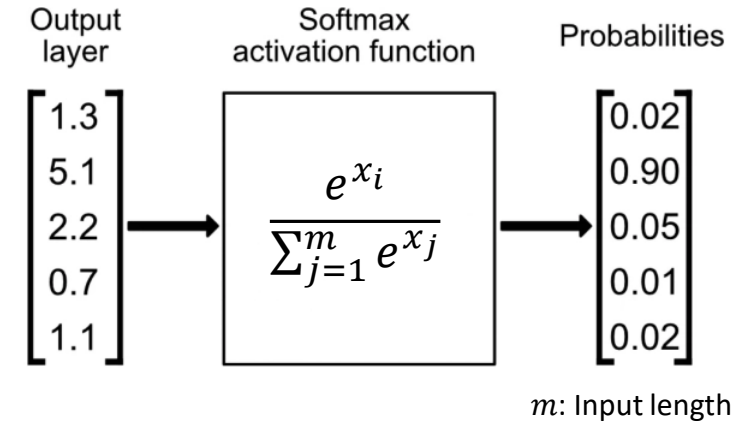 Output
layer
1.3
5.1
2.2
0.7
1.1
Softmax
activation function
e^{x_i}
∑_{j=1}^{m} e^{x_j}
Probabilities
0.02
0.90
0.05
0.01
0.02
m: Input length